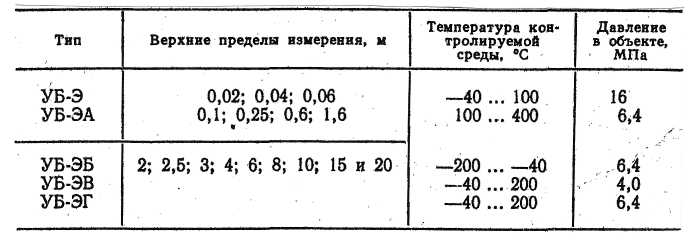 Тип Верхние пределы измерения, м Температура кон-тролируемой среды, °С Давление в объекте, МПа
УБ-Э 0,02; 0,04; 0,06 —40 ... 100 16
УБ-ЭА 0,1; 0,25; 0,6; 1,6 100 ... 400 6,4
УБ-ЭБ 2; 2,5; 3; 4; 6; 8; 10; 15 и 20 —200 ... —40 6,4
УБ-ЭВ —40 ... 200 4,0
УБ-ЭГ —40 ... 200 6,4